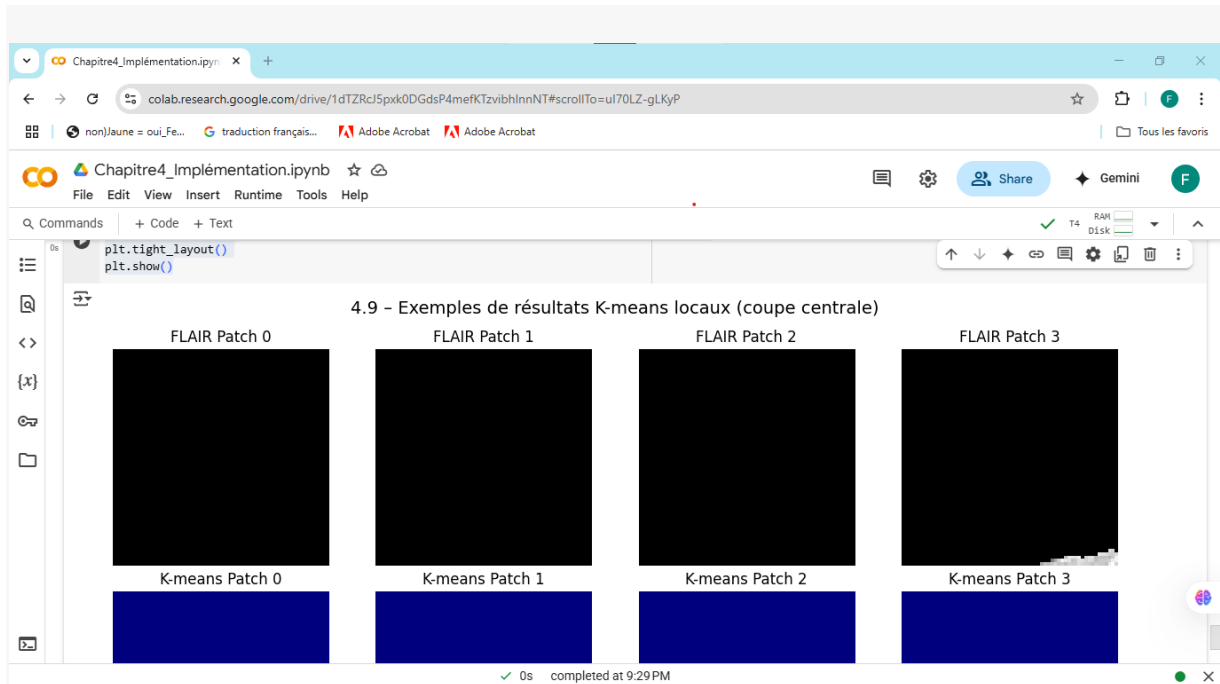 Chapitre4_Implémentation.ipyn
colab.research.google.com/drive/1dTZRcJ5pxk0DGdsP4mefKTzvibhInnNT#scrollTo=uI70LZ-gLKyP
F
non)Jaune = oui_Fe...
traduction français...
Adobe Acrobat
Adobe Acrobat
Tous les favoris
Chapitre4_Implémentation.ipynb
Share
Gemini
F
File Edit View Insert Runtime Tools Help
Commands + Code + Text
T4 RAM
Disk
0s
plt.tight_layout()
plt.show()
{x}
4.9 – Exemples de résultats K-means locaux (coupe centrale)
FLAIR Patch 0 FLAIR Patch 1 FLAIR Patch 2 FLAIR Patch 3
K-means Patch 0 K-means Patch 1 K-means Patch 2 K-means Patch 3
0s completed at 9:29 PM